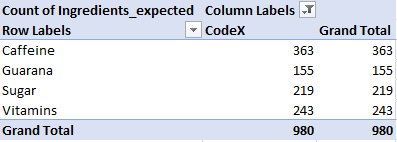 Count of Ingredients_expected Column Labels
Row Labels CodeX Grand Total
Caffeine 363 363
Guarana 155 155
Sugar 219 219
Vitamins 243 243
Grand Total 980 980